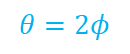 θ = 2ϕ